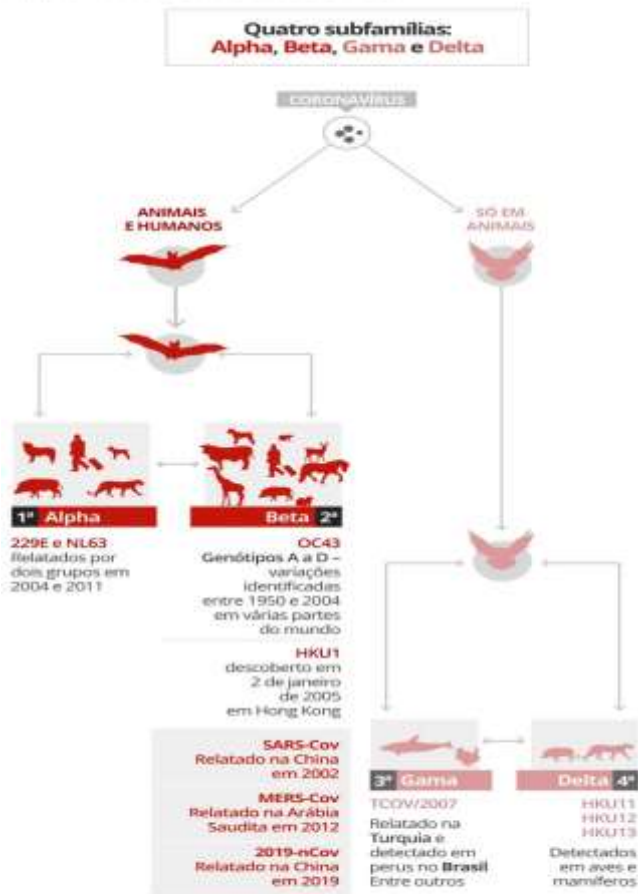 Quatro subfamílias:
Alpha, Beta, Gama e Delta
CORONAVÍRUS
ANIMAIS
E HUMANOS
SÓ EM
ANIMAIS
1ª Alpha
229E e NL63
Relatados por
dois grupos em
2004 e 2011
Beta 2ª
OC43
Genótipos A a D –
variações
identificadas
entre 1950 e 2004
em várias partes
do mundo
HKU1
descoberto em
2 de janeiro
de 2005
em Hong Kong
SARS-Cov
Relatado na China
em 2002
MERS-Cov
Relatado na Arábia
Saudita em 2012
2019-nCov
Relatado na China
em 2019
3ª Gama
TCOV/2007
Relatado na
Turquia e
detectado em
perus no Brasil
Entre outros
Delta 4ª
HKU11
HKU12
HKU13
Detectados
em aves e
mamíferos